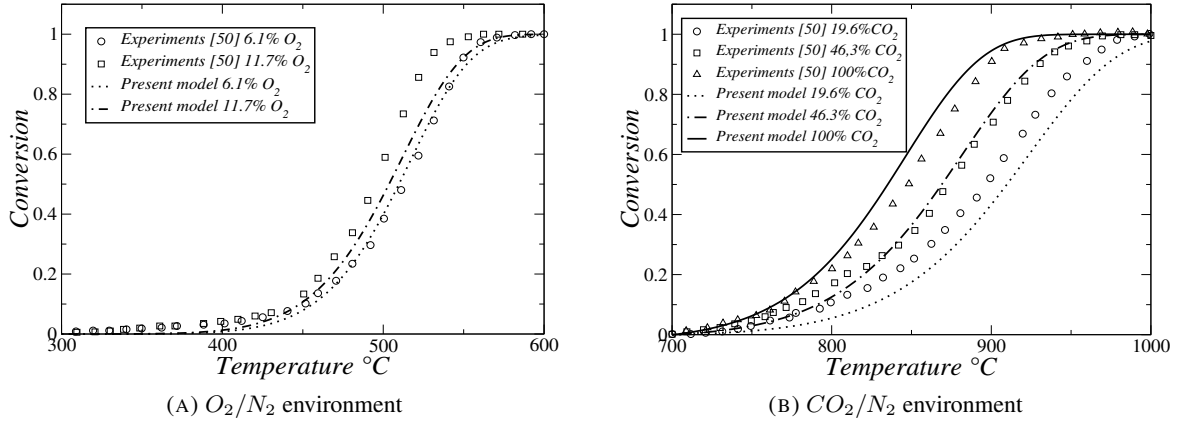 Experiments [50] 6.1% O2
Experiments [50] 11.7% O2
Present model 6.1% O2
Present model 11.7% O2
1
0.8
0.6
0.4
0.2
0
Conversion
300
400
500
600
Temperature °C
(A) O2/N2 environment
Experiments [50] 19.6%CO2
Experiments [50] 46,3% CO2
Experiments [50] 100%CO2
Present model 19.6% CO2
Present model 46.3% CO2
Present model 100% CO2
1
0.8
0.6
0.4
0.2
0
Conversion
700
800
900
1000
Temperature °C
(B) CO2/N2 environment